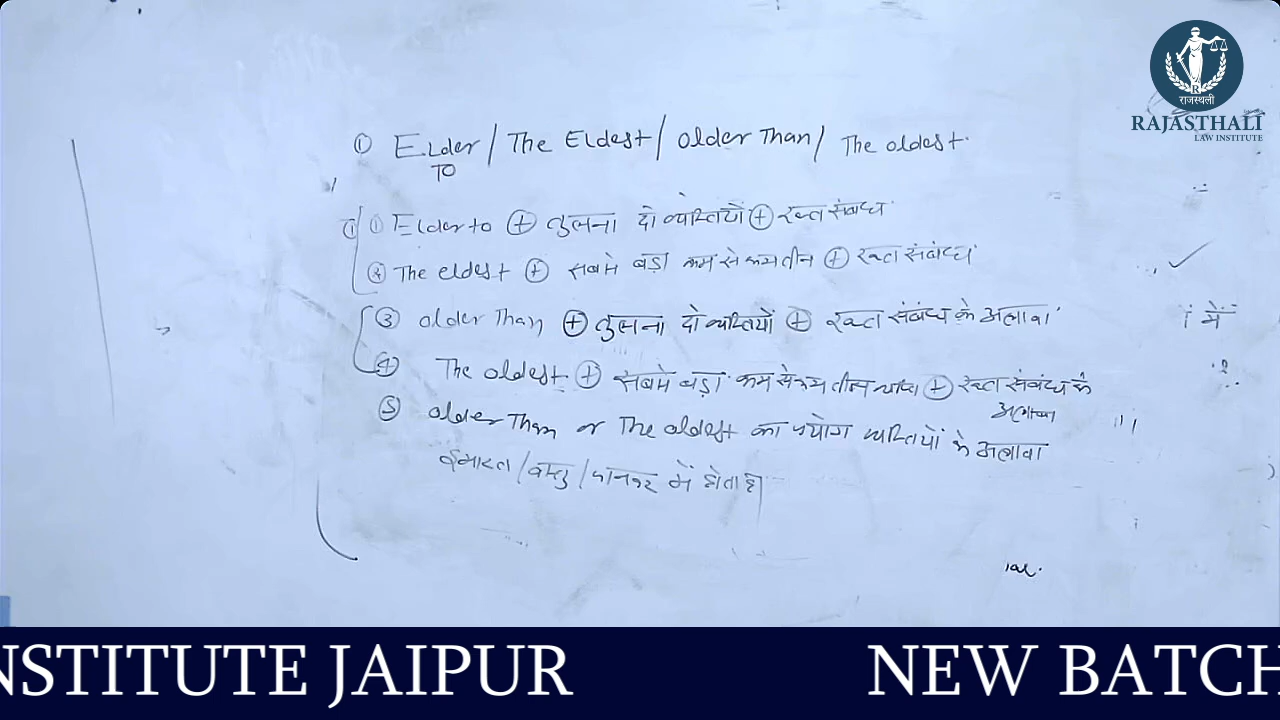 ① Elder / The Eldest / older Than / The oldest.
To
① ① Elder to + तुलना दो व्यक्तियों + रक्त संबंध
② The eldest + सबसे बड़ा कम से कम तीन + रक्त संबंध
③ older Than + तुलना दो व्यक्तियों + रक्त संबंध के अलावा
④ The oldest + सबसे बड़ा कम से कम तीन + रक्त संबंध के
अलावा
⑤ older Than or The oldest का प्रयोग व्यक्तियों के अलावा
ईमारत / वस्तु / जानवर में होता है
में
राजस्थली
RAJASTHALI
LAW INSTITUTE
NSTITUTE JAIPUR NEW BATCH